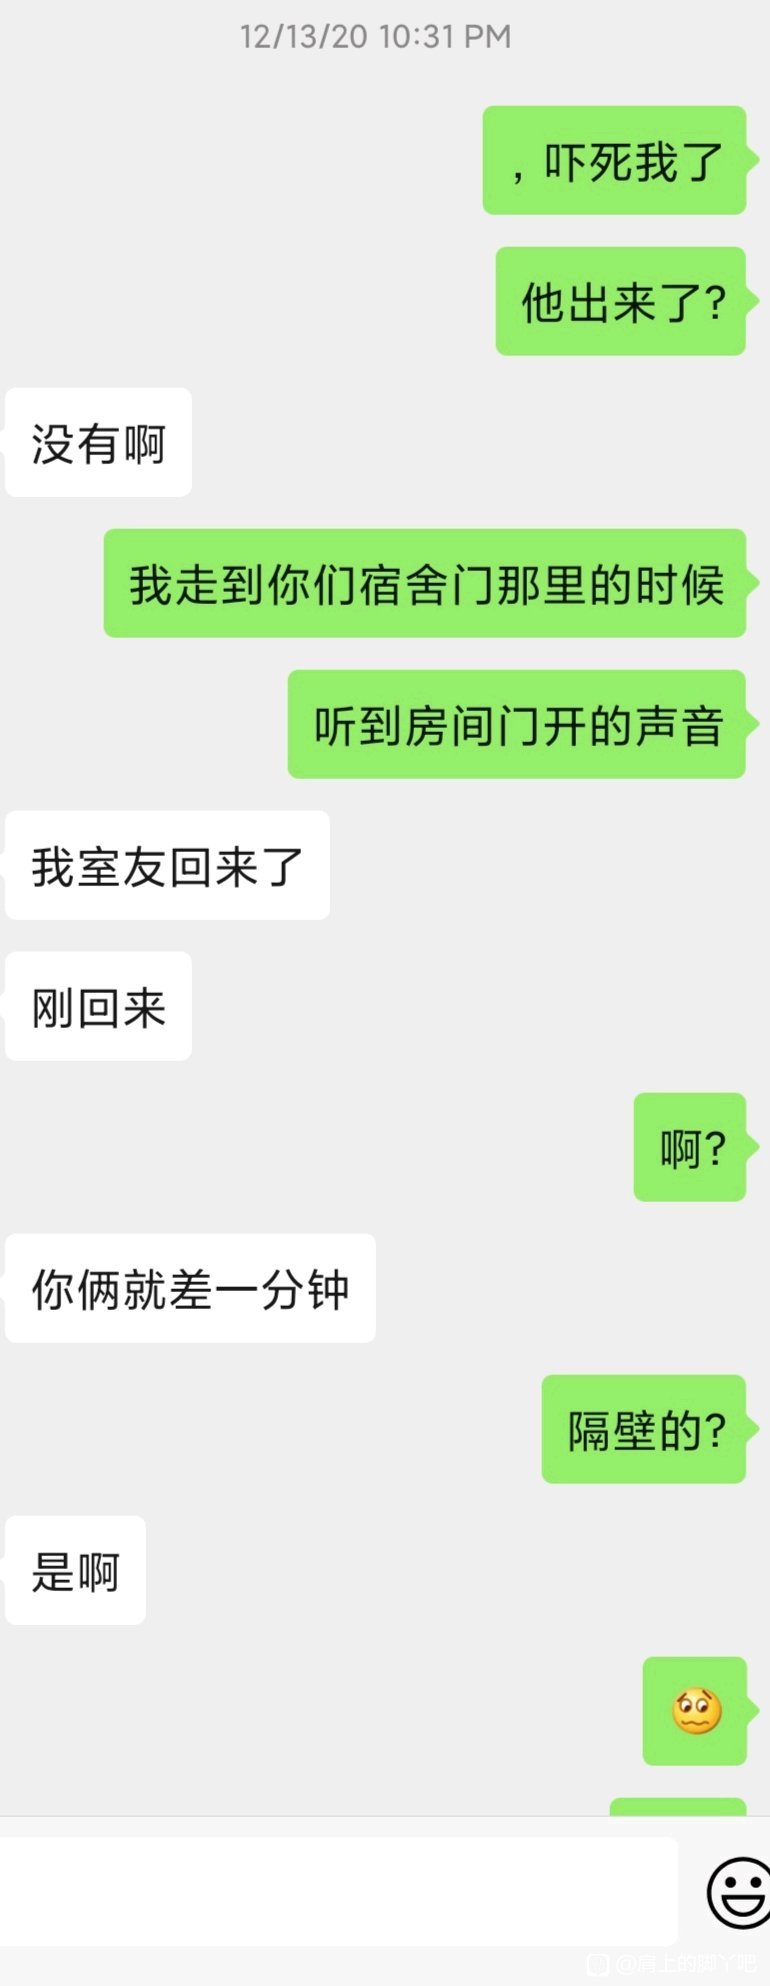 12/13/20 10:31 PM
，吓死我了
他出来了?
没有啊
我走到你们宿舍门那里的时候
听到房间门开的声音
我室友回来了
刚回来
啊?
你俩就差一分钟
隔壁的?
是啊
@肩上的脚丫吧